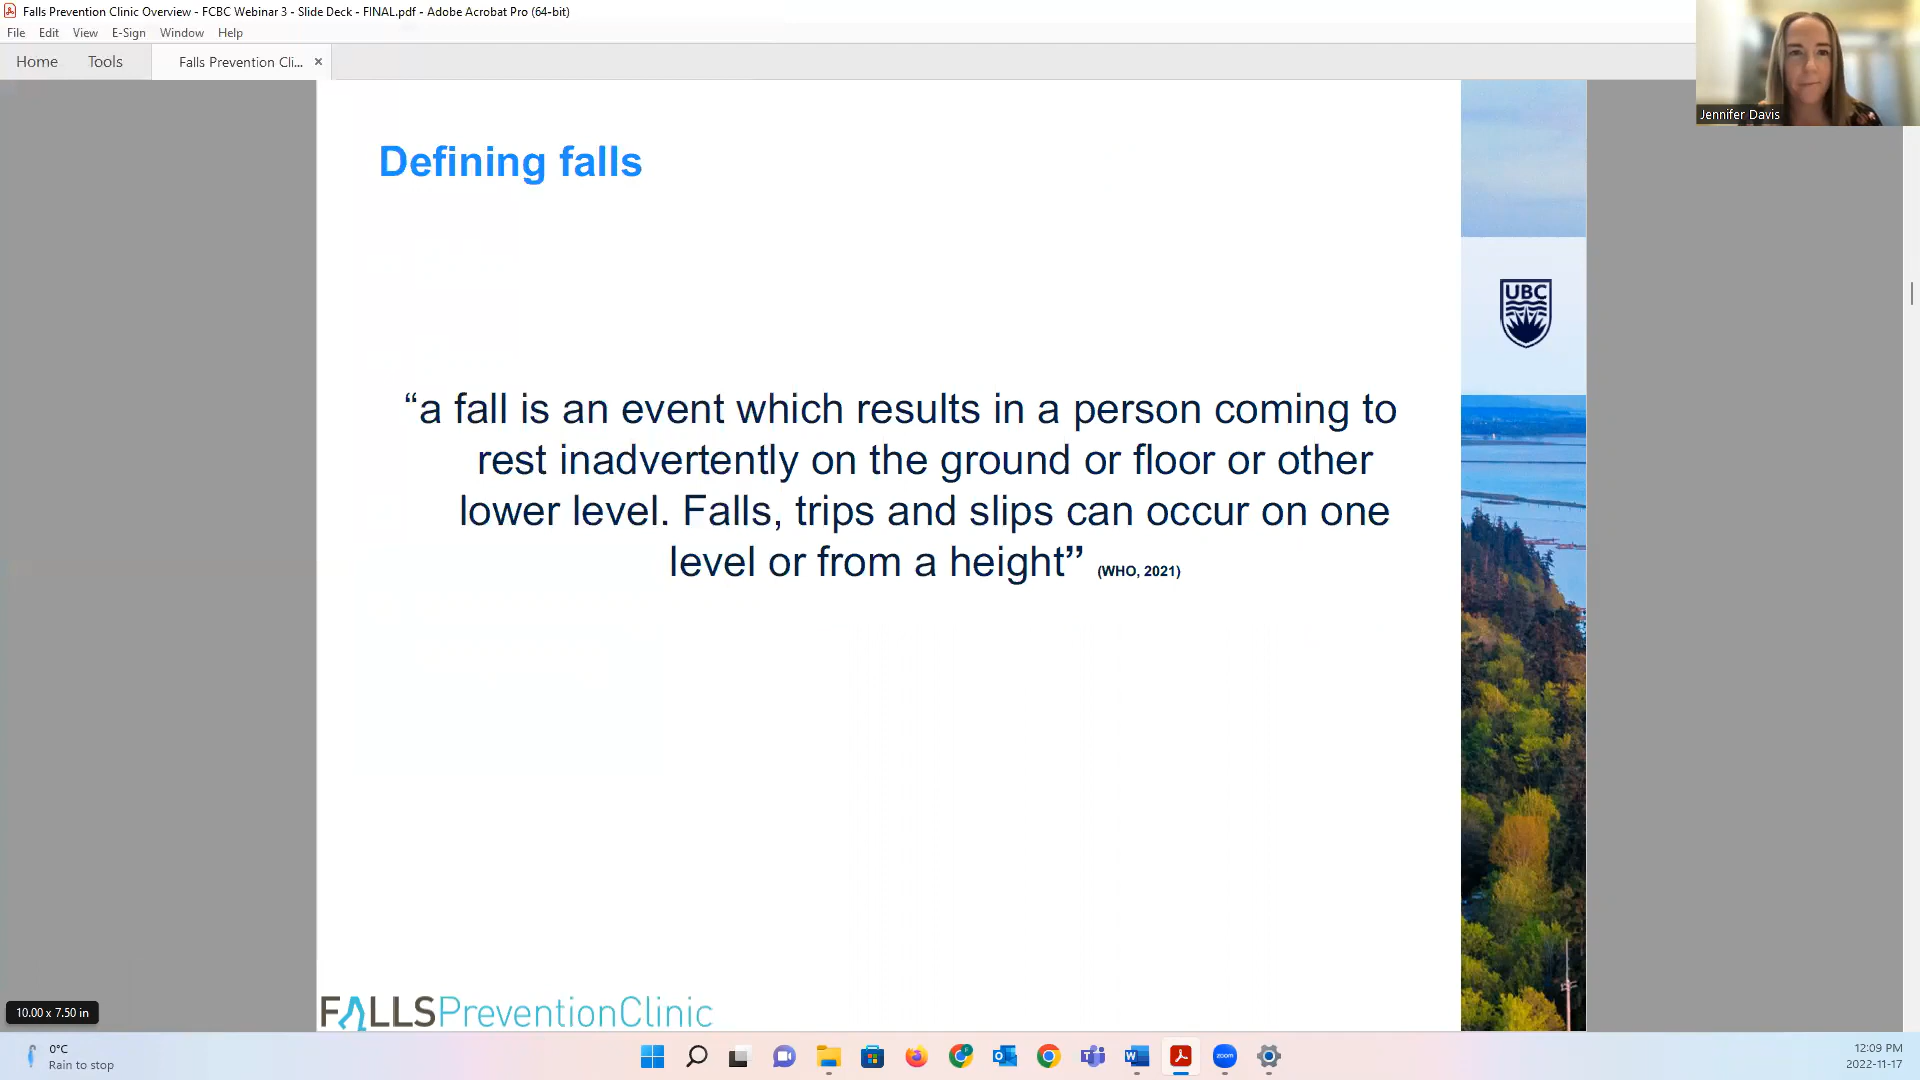 Falls Prevention Clinic Overview - FCBC Webinar 3 - Slide Deck - FINAL.pdf - Adobe Acrobat Pro (64-bit)
File Edit View E-Sign Window Help
Home Tools Falls Prevention Cli... ×
Jennifer Davis
Defining falls
UBC
“a fall is an event which results in a person coming to
rest inadvertently on the ground or floor or other
lower level. Falls, trips and slips can occur on one
level or from a height” (WHO, 2021)
FALLSPreventionClinic
10.00 x 7.50 in
0°C
Rain to stop
zoom
12:09 PM
2022-11-17